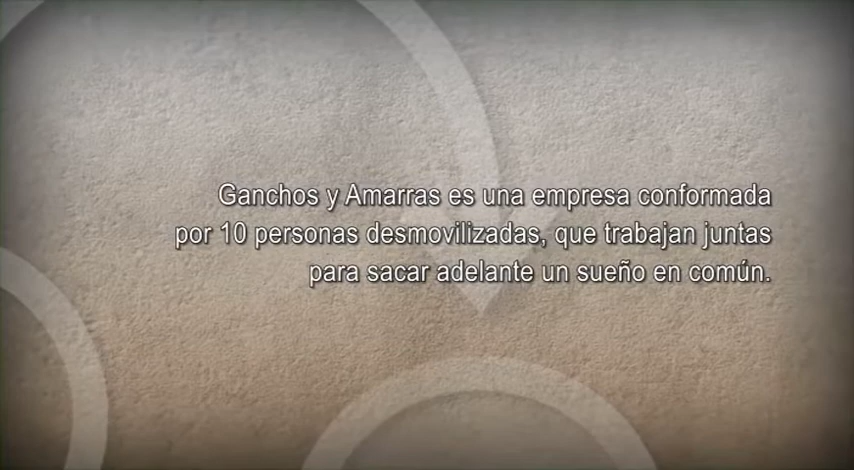 Ganchos y Amarras es una empresa conformada
por 10 personas desmovilizadas, que trabajan juntas
para sacar adelante un sueño en común.